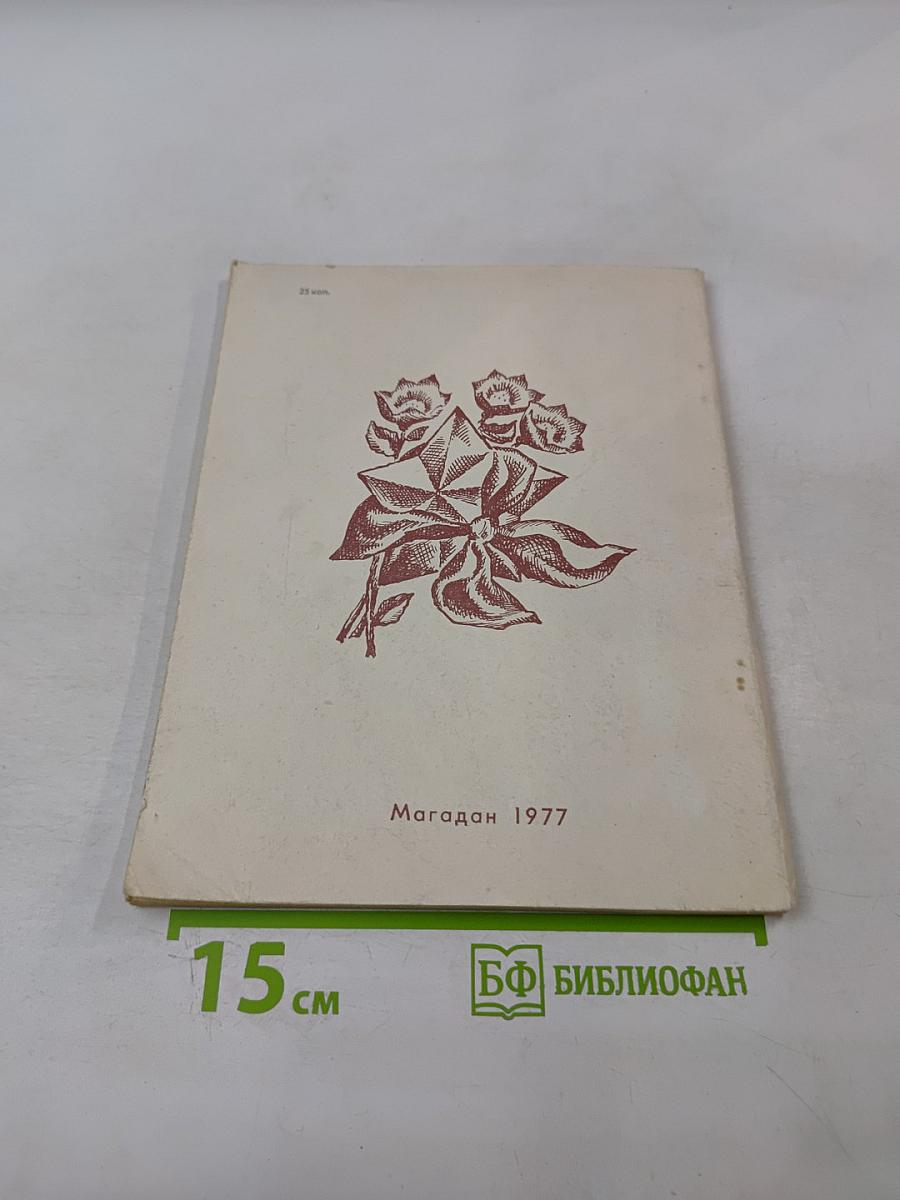 25 коп.
Магадан 1977
15 см
БФ БИБЛИОФАН